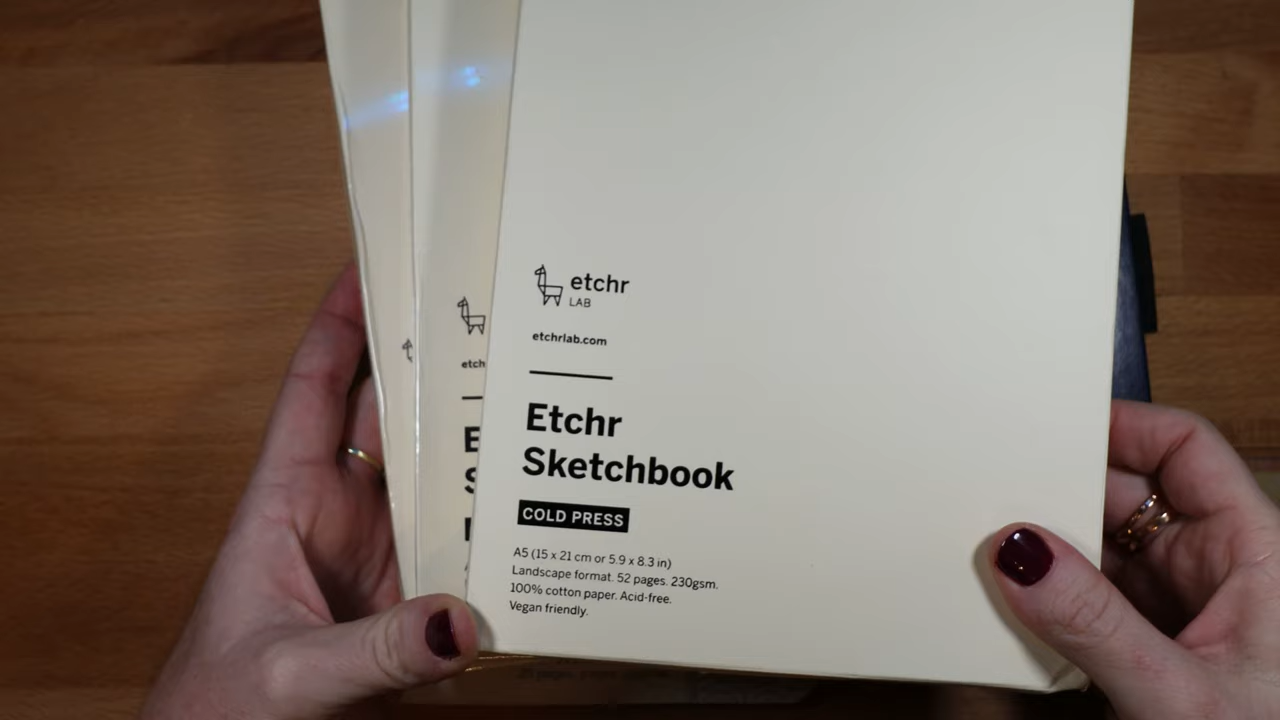 etchr
LAB
etchrlab.com
Etchr
Sketchbook
COLD PRESS
A5 (15 x 21 cm or 5.9 x 8.3 in)
Landscape format. 52 pages. 230gsm.
100% cotton paper. Acid-free.
Vegan friendly.
etch
E
S